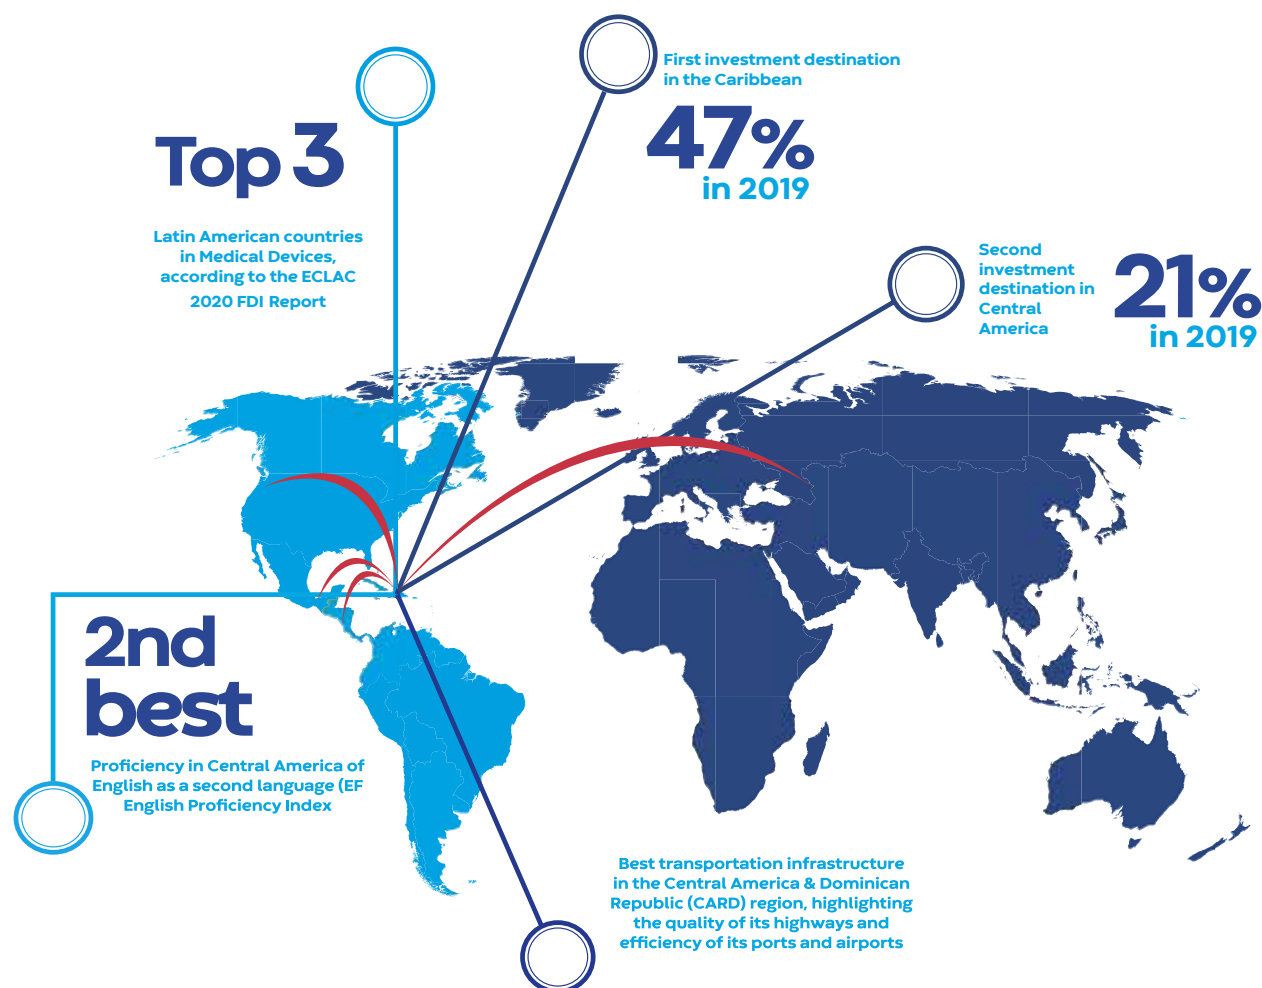 First investment destination
in the Caribbean
47%
in 2019
Top 3
Latin American countries
in Medical Devices,
according to the ECLAC
2020 FDI Report
Second
investment
destination in
Central
America
21%
in 2019
2nd
best
Proficiency in Central America of
English as a second language (EF
English Proficiency Index
Best transportation infrastructure
in the Central America & Dominican
Republic (CARD) region, highlighting
the quality of its highways and
efficiency of its ports and airports